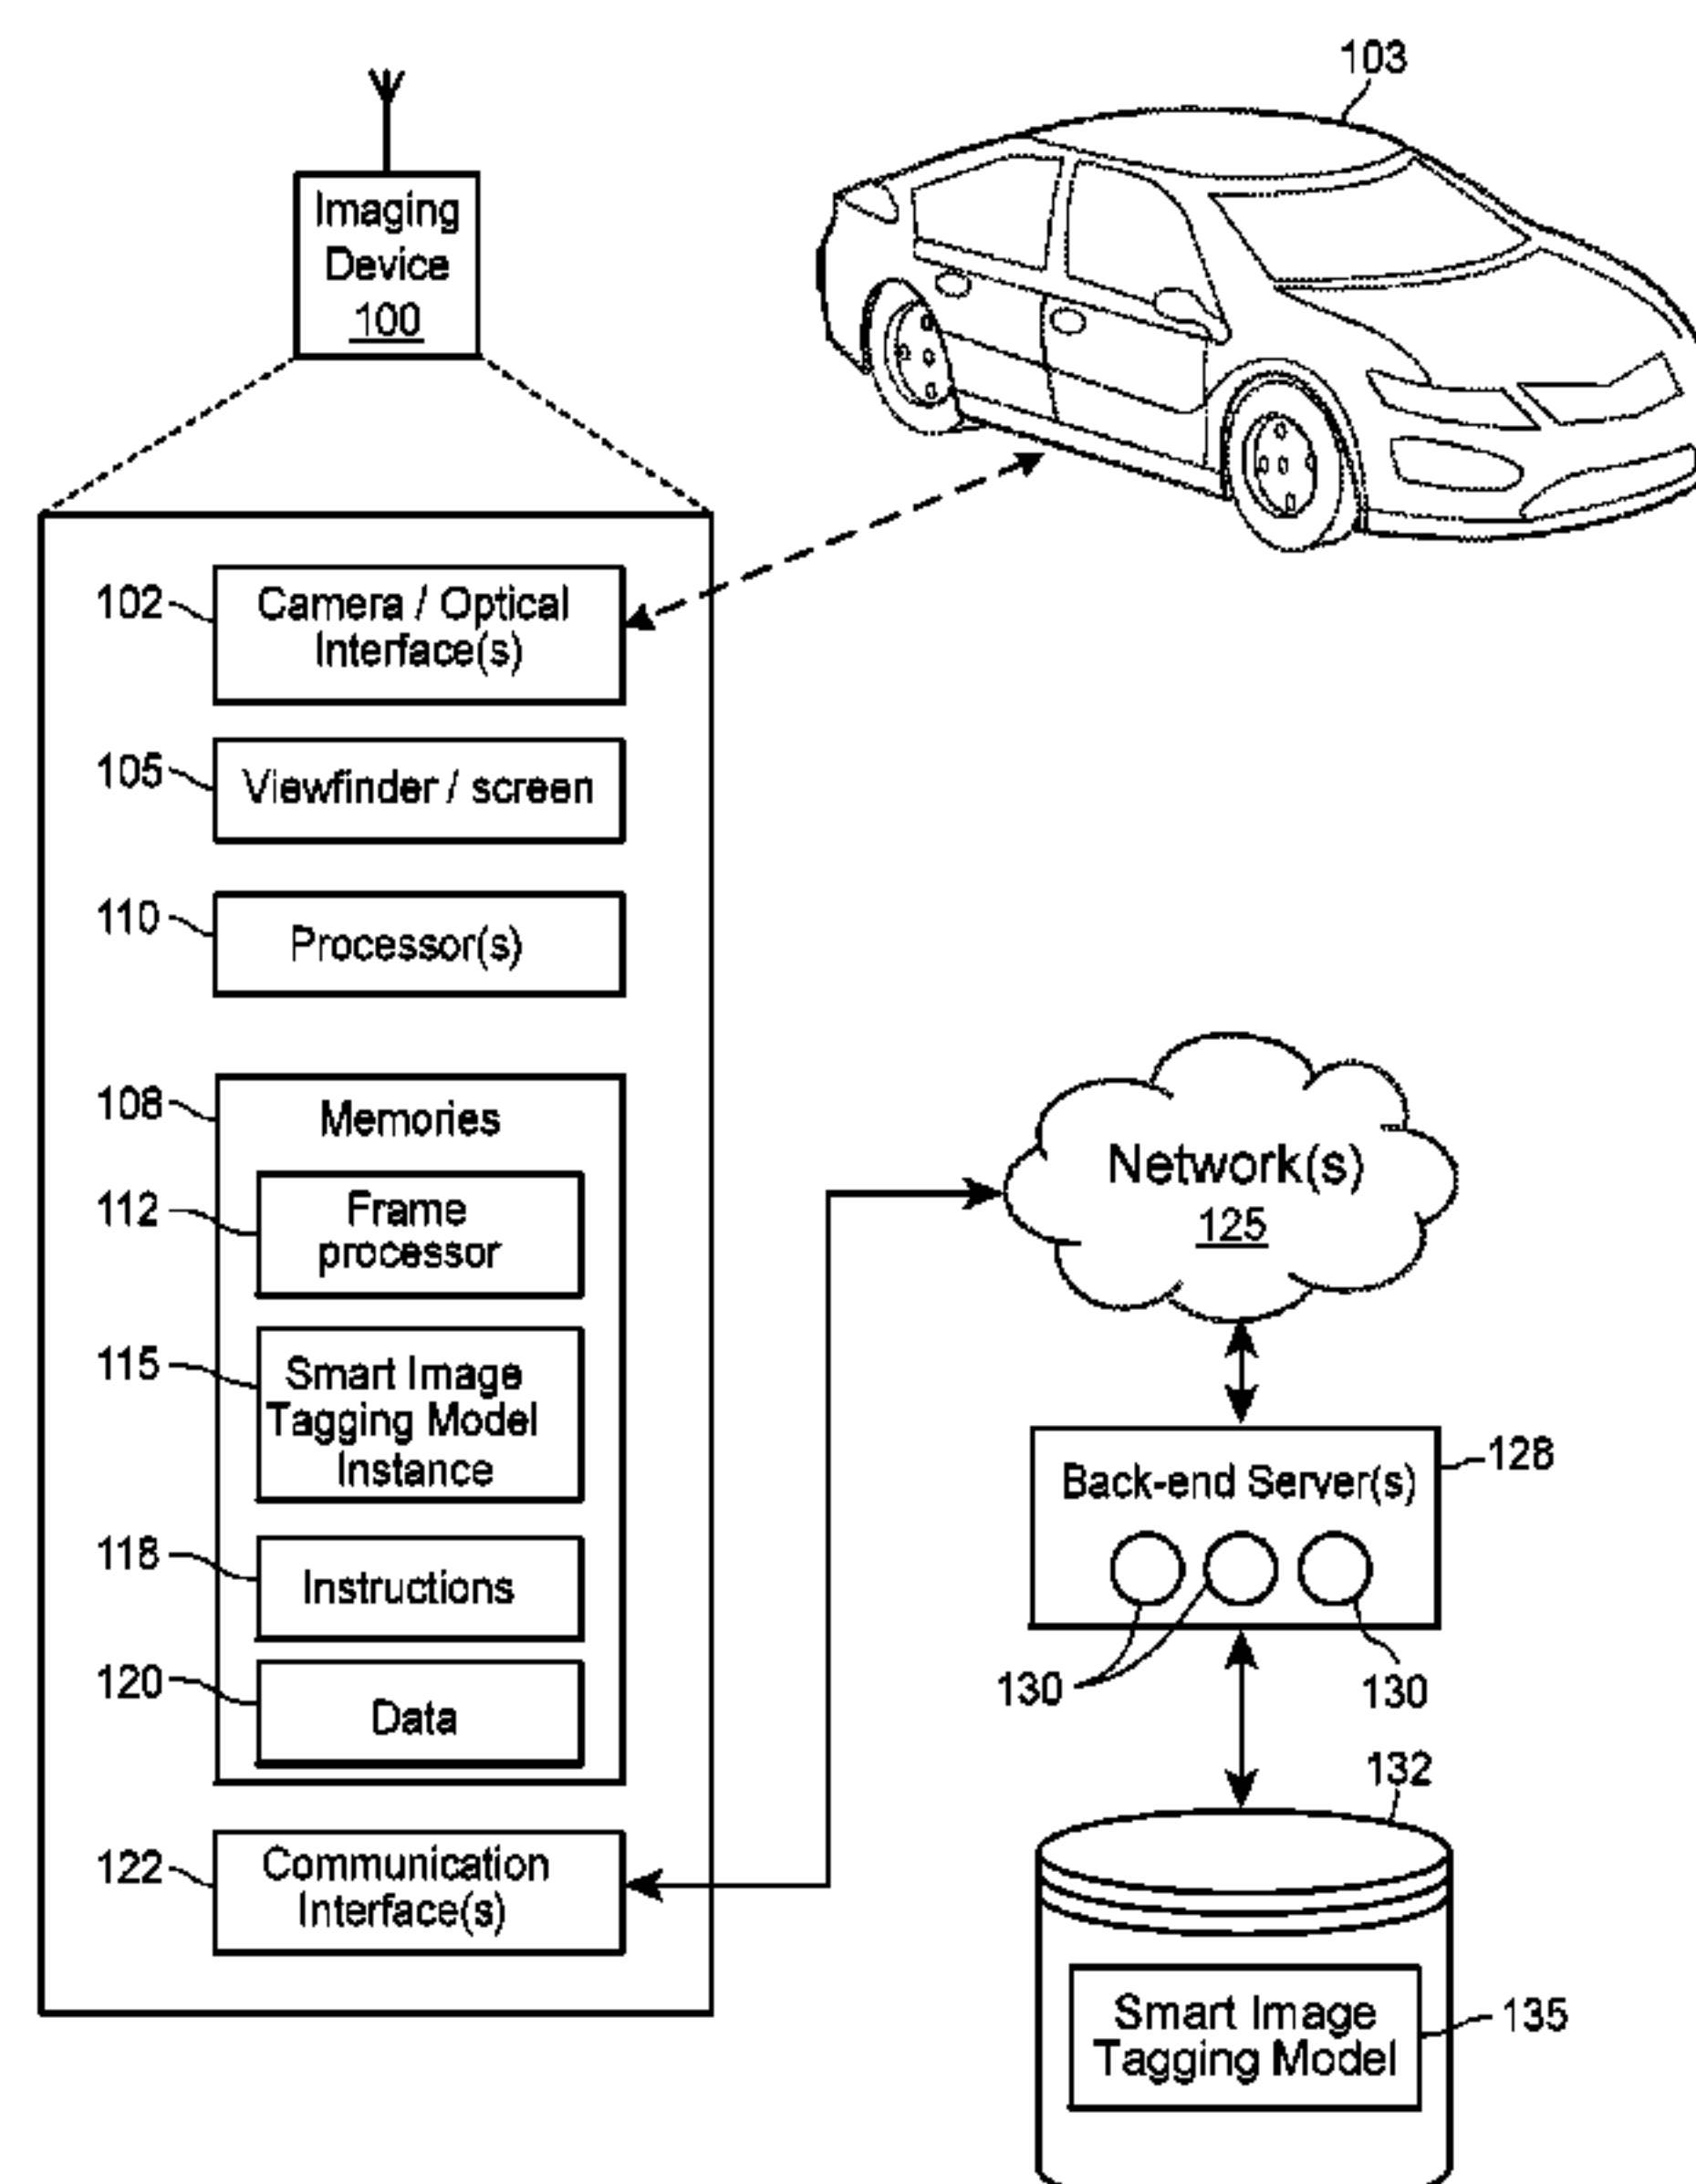 103
Imaging
Device
100
102
Camera / Optical
Interface(s)
105
Viewfinder / screen
110
Processor(s)
108
Memories
112
Frame
processor
115
Smart Image
Tagging Model
Instance
118
Instructions
120
Data
122
Communication
Interface(s)
Network(s)
125
128
Back-end Server(s)
130
130
132
Smart Image
Tagging Model
135